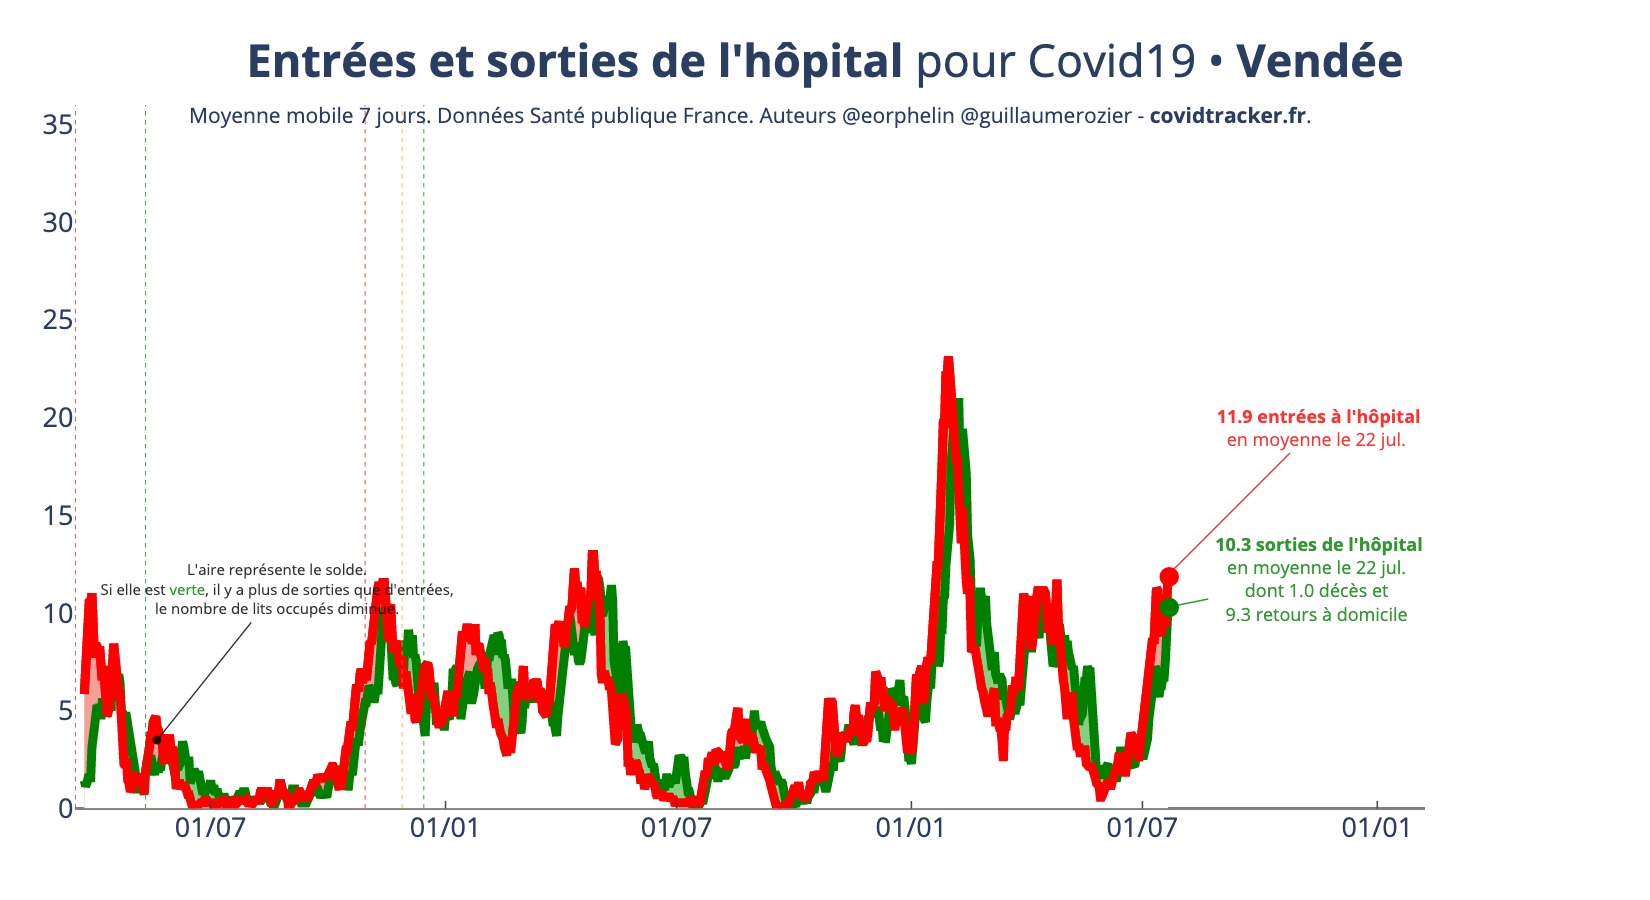 Entrées et sorties de l'hôpital pour Covid19 • Vendée
Moyenne mobile 7 jours. Données Santé publique France. Auteurs @eorphelin @guillaumerozier - covidtracker.fr.
35
30
25
20
15
10
5
0
11.9 entrées à l'hôpital
en moyenne le 22 jul.
10.3 sorties de l'hôpital
en moyenne le 22 jul.
dont 1.0 décès et
9.3 retours à domicile
L'aire représente le solde.
Si elle est verte, il y a plus de sorties que d'entrées,
le nombre de lits occupés diminue.
01/07 01/01 01/07 01/01 01/07 01/01